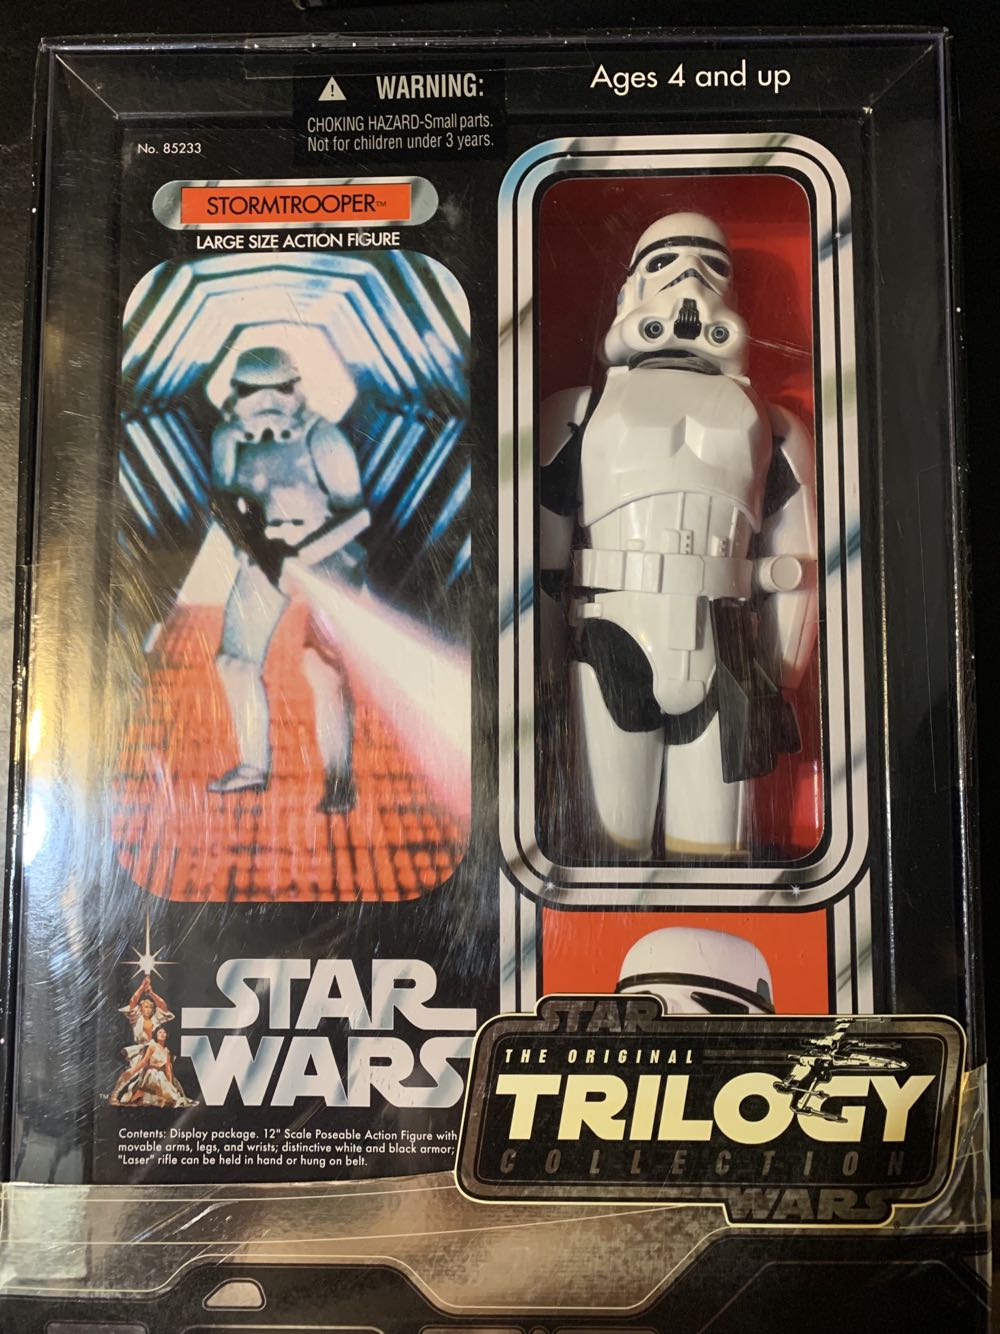 ⚠ WARNING:
CHOKING HAZARD-Small parts.
Not for children under 3 years.
Ages 4 and up
No. 85233
STORMTROOPER™
LARGE SIZE ACTION FIGURE
STAR
WARS
™
Contents: Display package. 12" Scale Poseable Action Figure with
movable arms, legs, and wrists; distinctive white and black armor;
"Laser" rifle can be held in hand or hung on belt.
STAR
THE ORIGINAL
TRILOGY
COLLECTION
WARS®